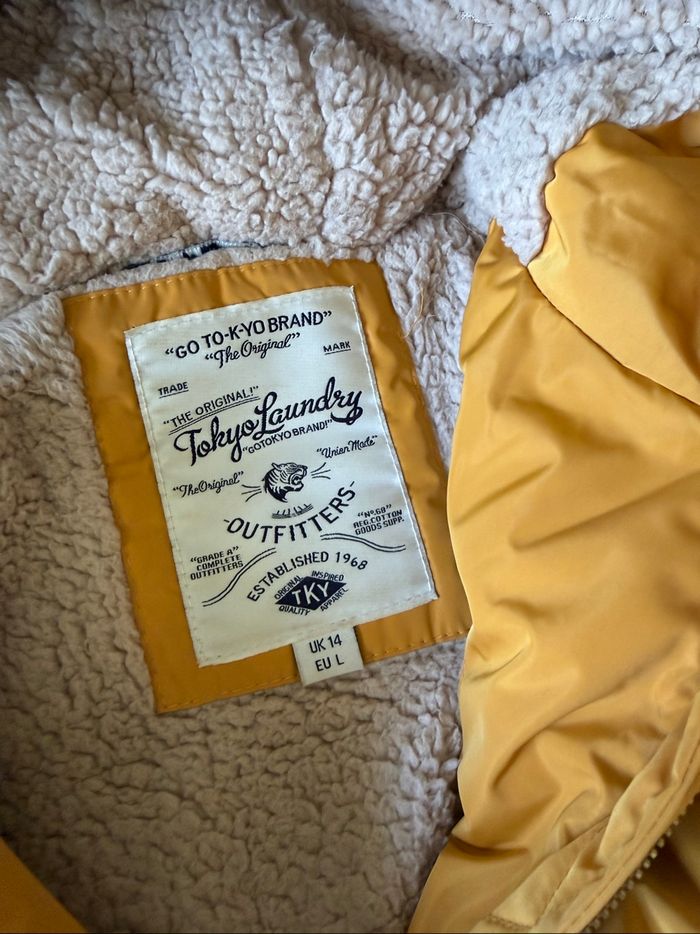 "GO TO-K-YO BRAND"
"The Original"
TRADE
MARK
"THE ORIGINAL!"
Tokyo Laundry
"GOTOKYO BRAND!"
"The Original"
"Union Made"
OUTFITTERS
"GRADE A"
COMPLETE
OUTFITTERS
"Nº.68"
REG.COTTON
GOODS SUPP.
ESTABLISHED 1968
ORIGINAL INSPIRED
TKY
QUALITY APPAREL
UK 14
EU L